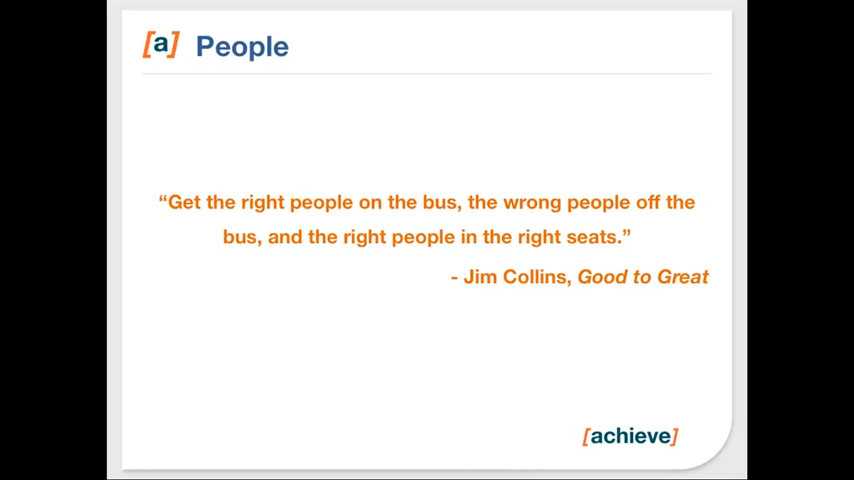 [a] People
“Get the right people on the bus, the wrong people off the
bus, and the right people in the right seats.”
- Jim Collins, Good to Great
[achieve]